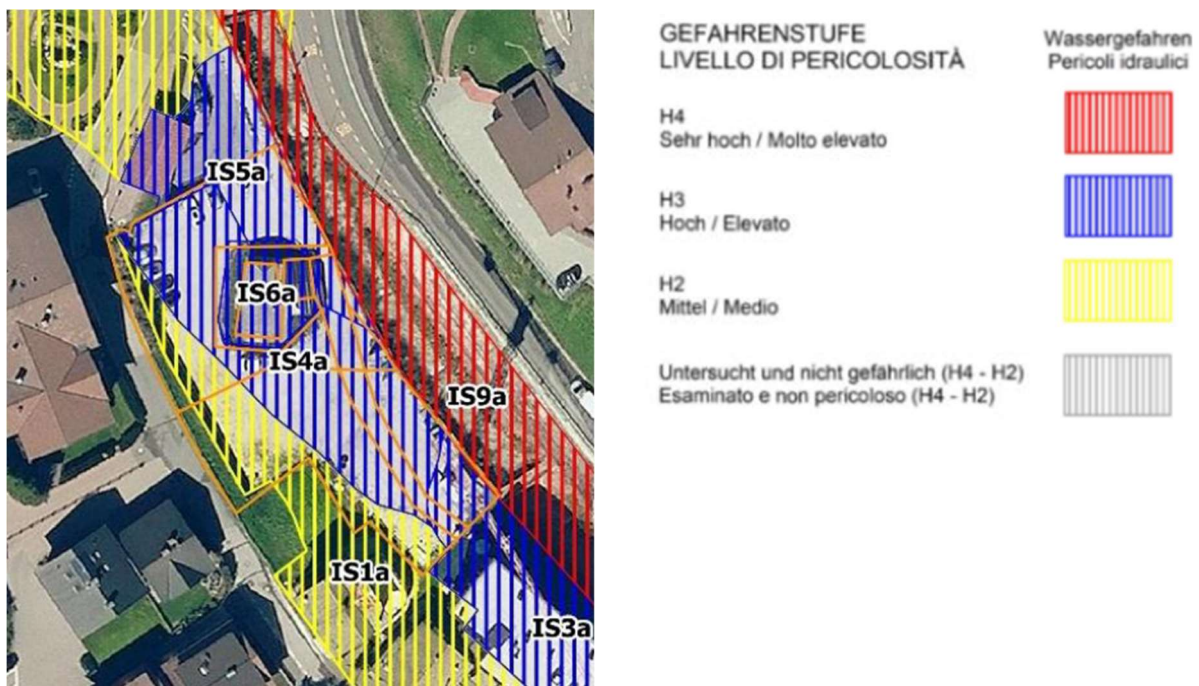 IS5a
IS6a
IS4a
IS9a
IS1a
IS3a
GEFAHRENSTUFE
LIVELLO DI PERICOLOSITÀ
Wassergefahren
Pericoli idraulici
H4
Sehr hoch / Molto elevato
H3
Hoch / Elevato
H2
Mittel / Medio
Untersucht und nicht gefährlich (H4 - H2)
Esaminato e non pericoloso (H4 - H2)